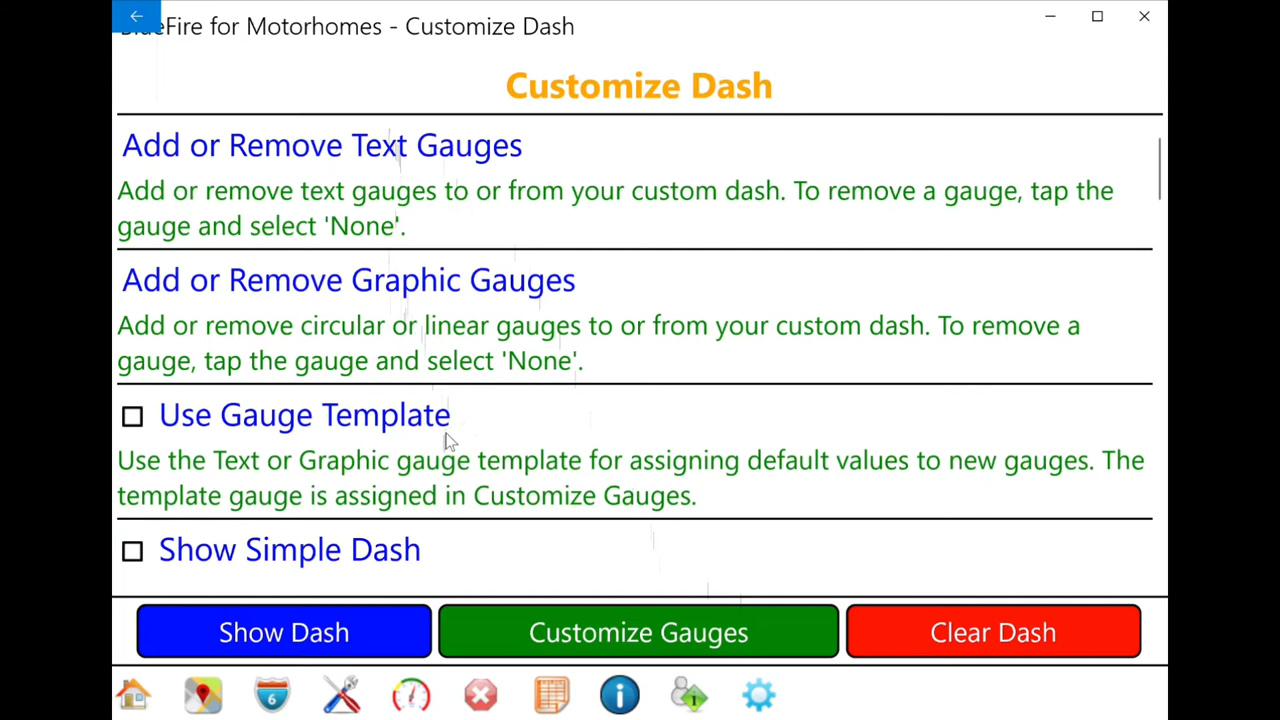 BlueFire for Motorhomes - Customize Dash
Customize Dash
Add or Remove Text Gauges
Add or remove text gauges to or from your custom dash. To remove a gauge, tap the
gauge and select 'None'.
Add or Remove Graphic Gauges
Add or remove circular or linear gauges to or from your custom dash. To remove a
gauge, tap the gauge and select 'None'.
Use Gauge Template
Use the Text or Graphic gauge template for assigning default values to new gauges. The
template gauge is assigned in Customize Gauges.
Show Simple Dash
Show Dash
Customize Gauges
Clear Dash
6
1